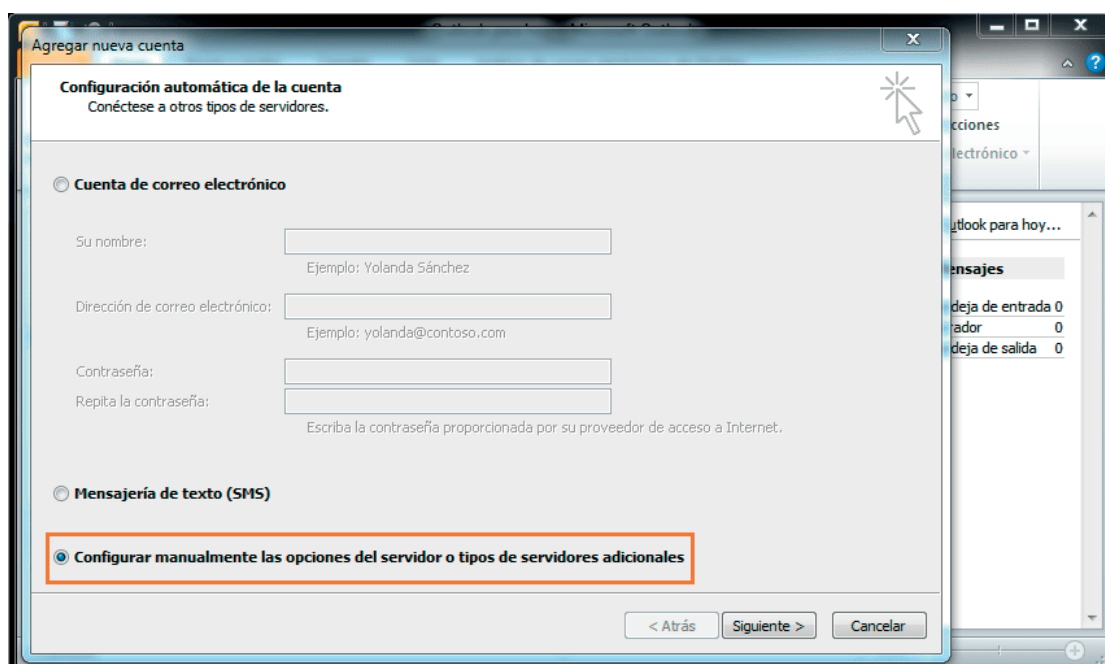 Agregar nueva cuenta
Configuración automática de la cuenta
Conéctese a otros tipos de servidores.
Cuenta de correo electrónico
Su nombre:
Ejemplo: Yolanda Sánchez
Dirección de correo electrónico:
Ejemplo: yolanda@contoso.com
Contraseña:
Repita la contraseña:
Escriba la contraseña proporcionada por su proveedor de acceso a Internet.
Mensajería de texto (SMS)
Configurar manualmente las opciones del servidor o tipos de servidores adicionales
< Atrás
Siguiente >
Cancelar
cciones
lectrónico
utlook para hoy...
ensajes
deja de entrada 0
rador 0
deja de salida 0